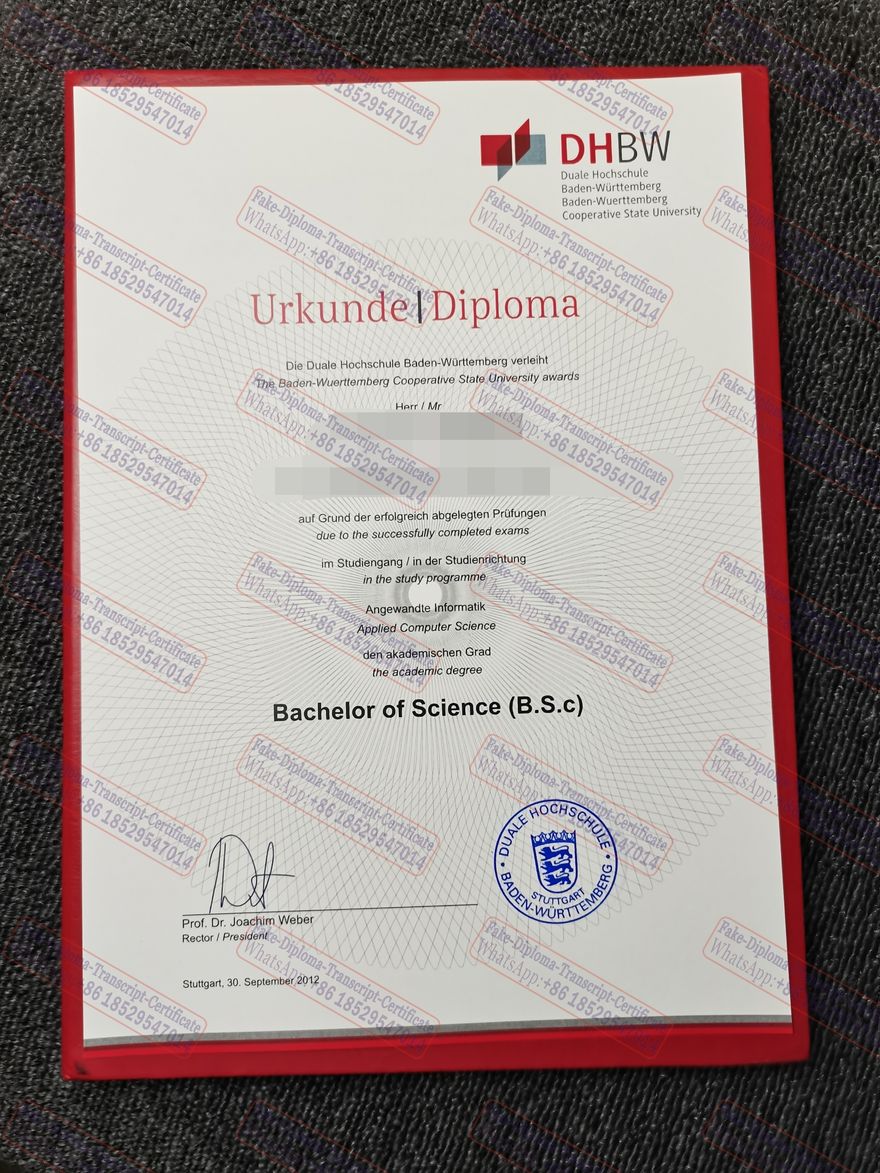 DHBW
Duale Hochschule
Baden-Württemberg
Baden-Wuerttemberg
Cooperative State University
Urkunde|Diploma
Die Duale Hochschule Baden-Württemberg verleiht
The Baden-Wuerttemberg Cooperative State University awards
Herr / Mr
auf Grund der erfolgreich abgelegten Prüfungen
due to the successfully completed exams
im Studiengang / in der Studienrichtung
in the study programme
Angewandte Informatik
Applied Computer Science
den akademischen Grad
the academic degree
Bachelor of Science (B.S.c)
DUALE HOCHSCHULE
STUTTGART
BADEN-WÜRTTEMBERG
Prof. Dr. Joachim Weber
Rector / President
Stuttgart, 30. September 2012
Fake-Diploma-Transcript-Certificate
WhatsApp:+86 18529547014